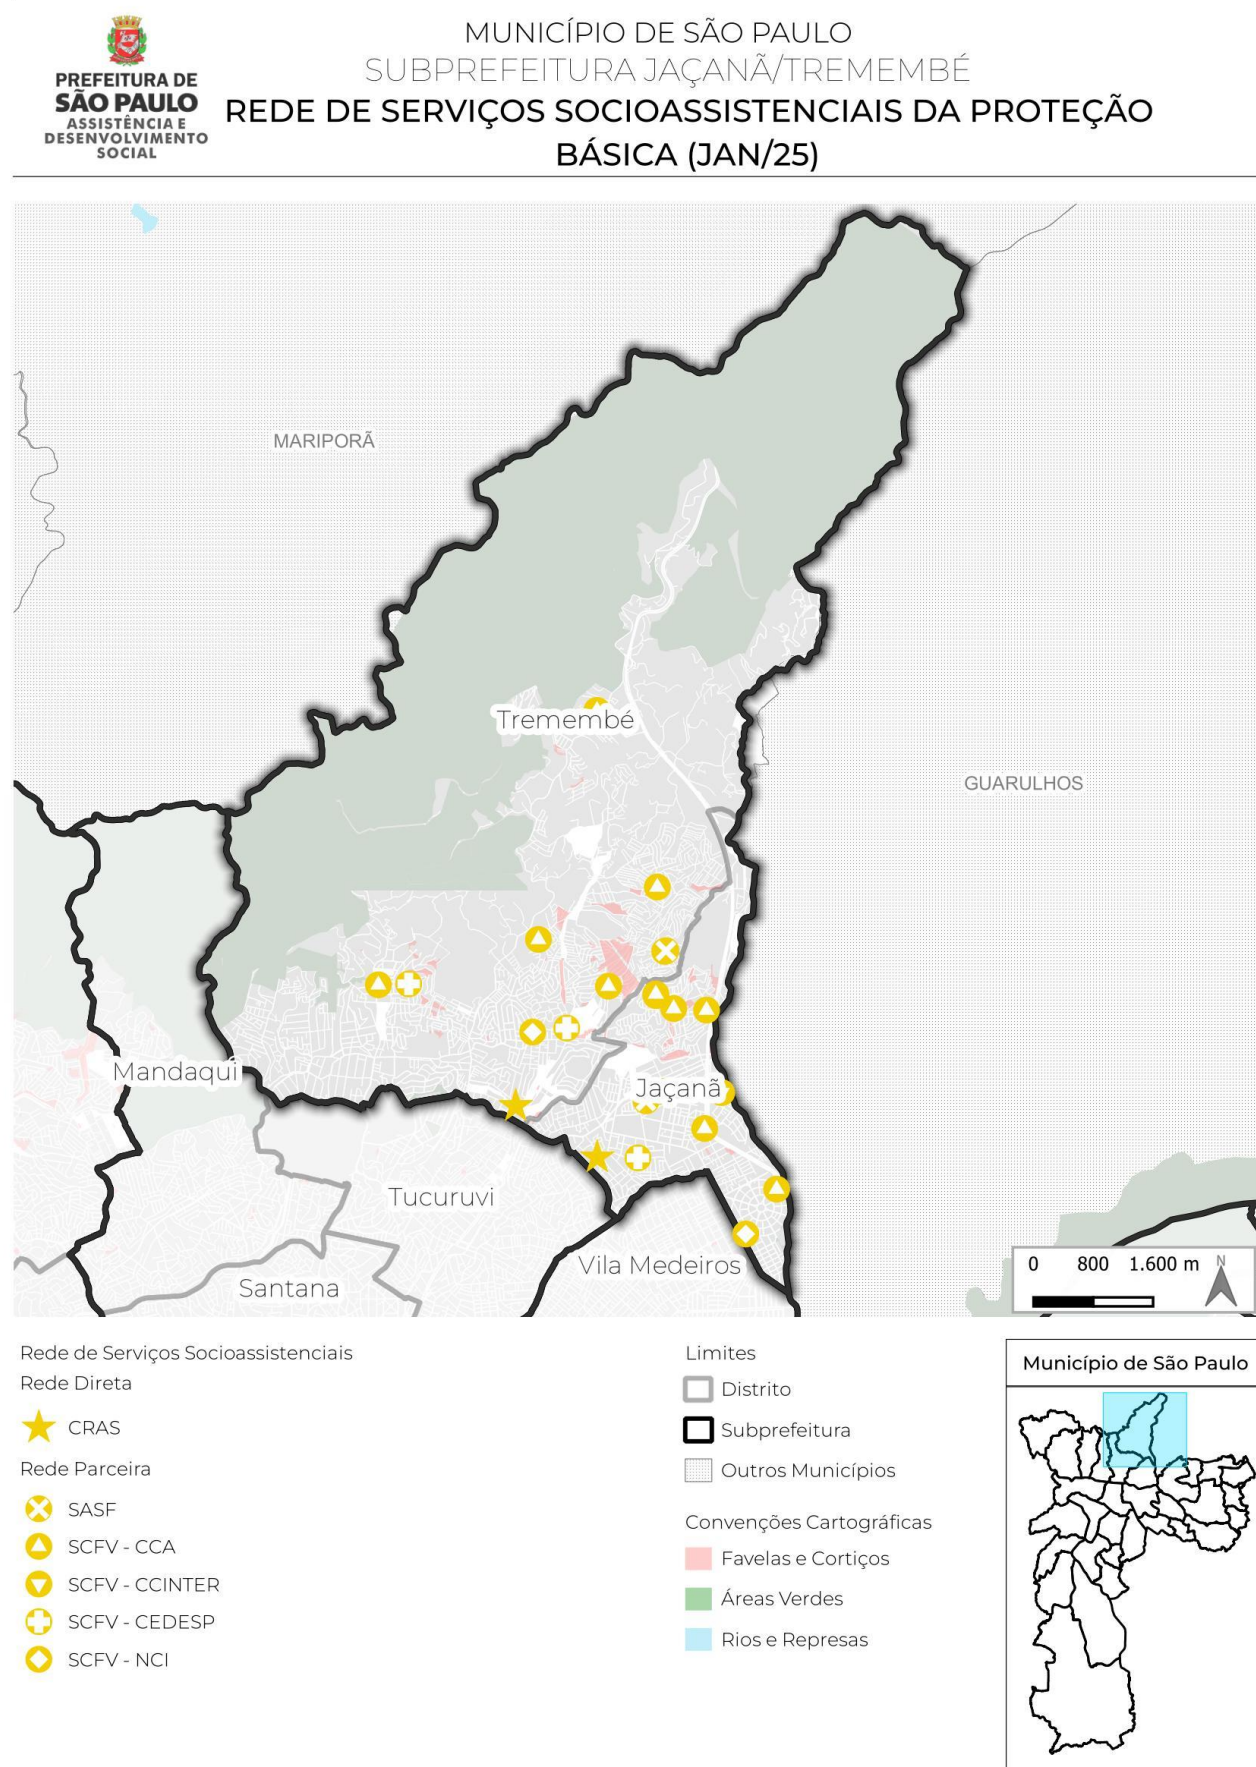 PREFEITURA DE
SÃO PAULO
ASSISTÊNCIA E
DESENVOLVIMENTO
SOCIAL
MUNICÍPIO DE SÃO PAULO
SUBPREFEITURA JAÇANÃ/TREMEMBÉ
REDE DE SERVIÇOS SOCIOASSISTENCIAIS DA PROTEÇÃO
BÁSICA (JAN/25)
MARIPORÃ
Tremembé
GUARULHOS
Mandaqui
Jaçanã
Tucuruvi
Vila Medeiros
Santana
0 800 1.600 m N
Rede de Serviços Socioassistenciais
Rede Direta
CRAS
Rede Parceira
SASF
SCFV - CCA
SCFV - CCINTER
SCFV - CEDESP
SCFV - NCI
Limites
Distrito
Subprefeitura
Outros Municípios
Convenções Cartográficas
Favelas e Cortiços
Áreas Verdes
Rios e Represas
Município de São Paulo